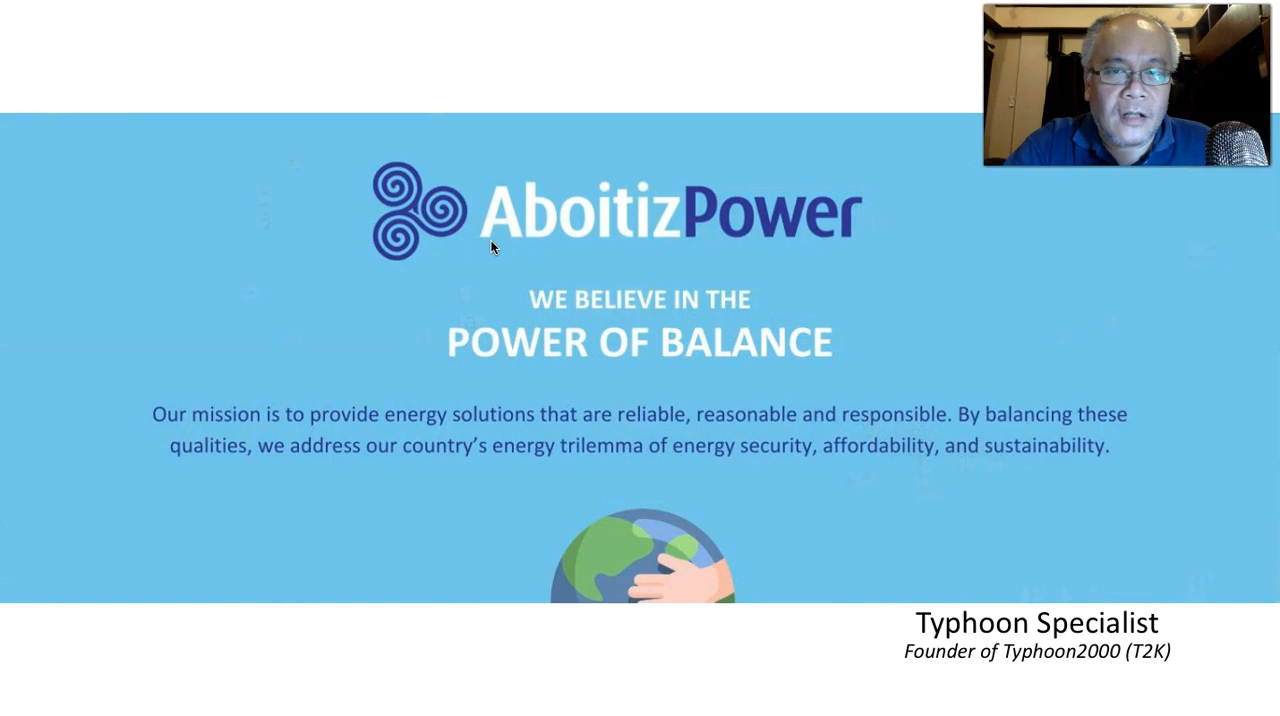 AboitizPower
WE BELIEVE IN THE
POWER OF BALANCE
Our mission is to provide energy solutions that are reliable, reasonable and responsible. By balancing these
qualities, we address our country’s energy trilemma of energy security, affordability, and sustainability.
Typhoon Specialist
Founder of Typhoon2000 (T2K)